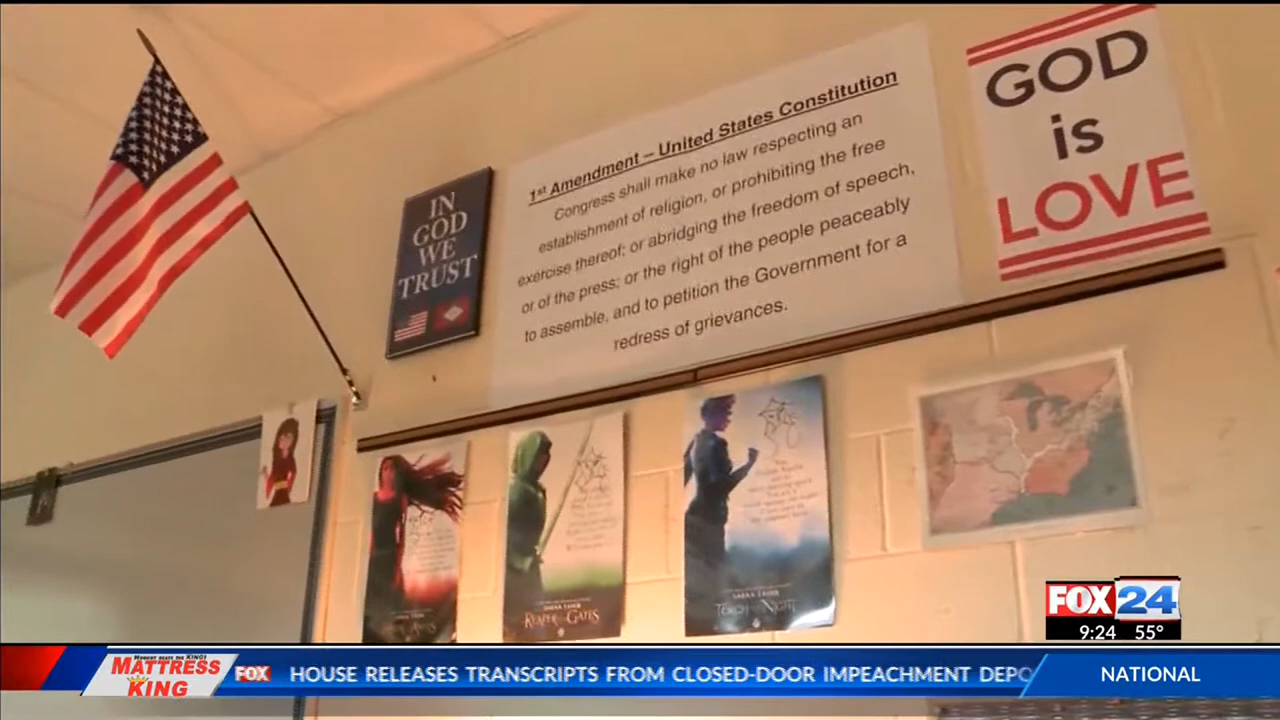 IN
GOD
WE
TRUST
1st Amendment – United States Constitution
Congress shall make no law respecting an
establishment of religion, or prohibiting the free
exercise thereof; or abridging the freedom of speech,
or of the press; or the right of the people peaceably
to assemble, and to petition the Government for a
redress of grievances.
GOD
is
LOVE
SABAA TAHIR
REAPER GATES
SABAA TAHIR
TORCH NIGHT
FOX 24
9:24 55°
NOBODY BEATS THE KING!
MATTRESS
KING
FOX
HOUSE RELEASES TRANSCRIPTS FROM CLOSED-DOOR IMPEACHMENT DEPO
NATIONAL